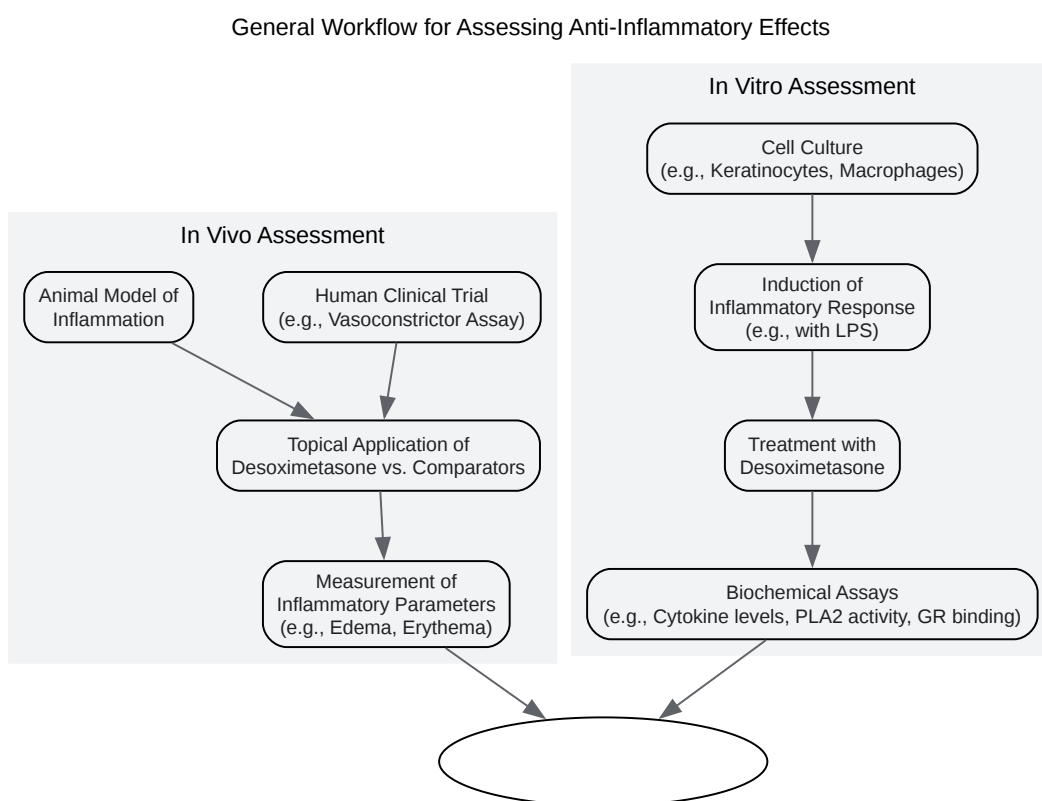 General Workflow for Assessing Anti-Inflammatory Effects
In Vivo Assessment
Animal Model of
Inflammation
Human Clinical Trial
(e.g., Vasoconstrictor Assay)
Topical Application of
Desoximetasone vs. Comparators
Measurement of
Inflammatory Parameters
(e.g., Edema, Erythema)
In Vitro Assessment
Cell Culture
(e.g., Keratinocytes, Macrophages)
Induction of
Inflammatory Response
(e.g., with LPS)
Treatment with
Desoximetasone
Biochemical Assays
(e.g., Cytokine levels, PLA2 activity, GR binding)